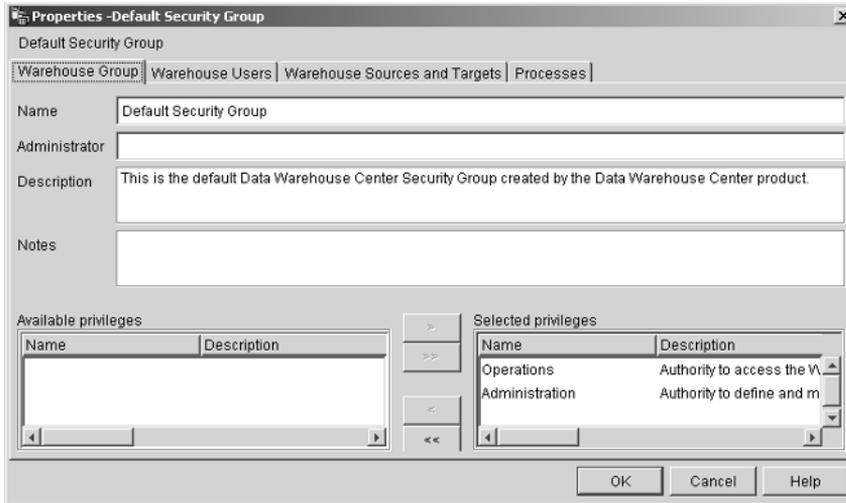 Properties -Default Security Group
Default Security Group
Warehouse Group Warehouse Users Warehouse Sources and Targets Processes
Name Default Security Group
Administrator
Description This is the default Data Warehouse Center Security Group created by the Data Warehouse Center product.
Notes
Available privileges > Selected privileges
Name Description >> Name Description
Operations Authority to access the W
Administration Authority to define and m
<
<<
OK Cancel Help